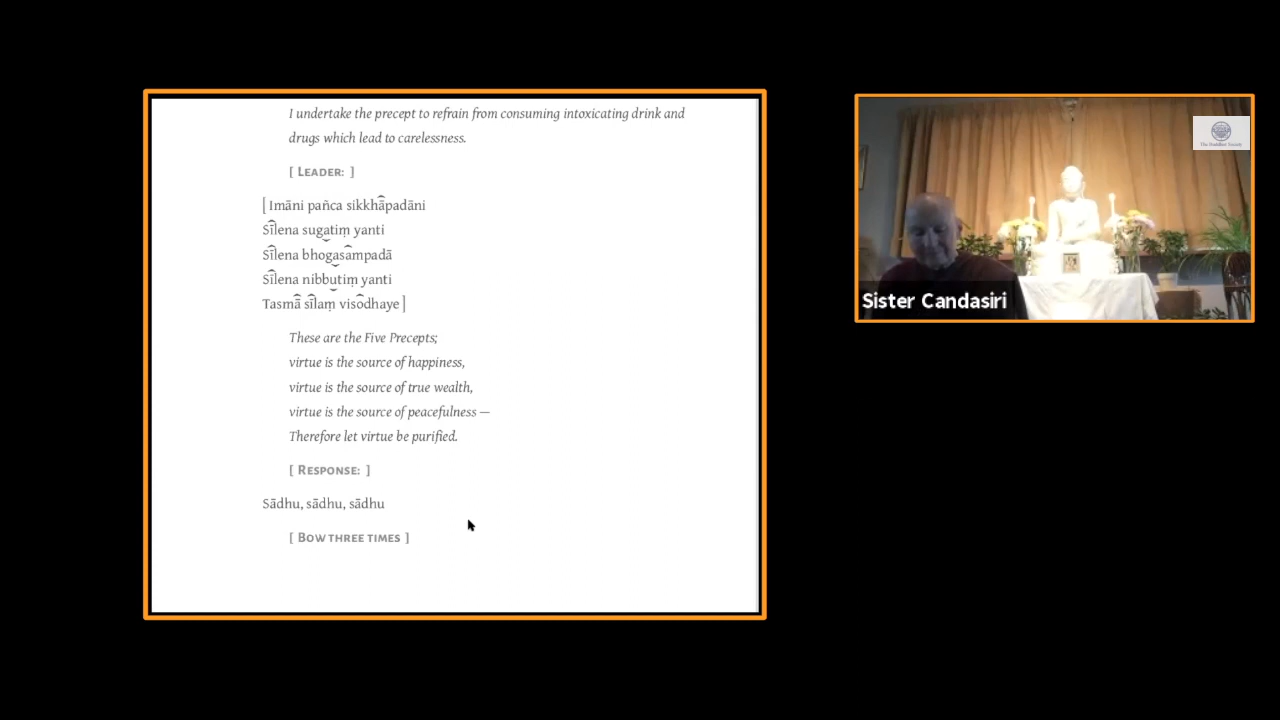 I undertake the precept to refrain from consuming intoxicating drink and
drugs which lead to carelessness.
[ LEADER: ]
[ Imāni pañca sikkhāpadāni
Sīlena sugatiṃ yanti
Sīlena bhogasampadā
Sīlena nibbutiṃ yanti
Tasmā sīlaṃ visodhaye ]
These are the Five Precepts;
virtue is the source of happiness,
virtue is the source of true wealth,
virtue is the source of peacefulness —
Therefore let virtue be purified.
[ RESPONSE: ]
Sādhu, sādhu, sādhu
[ BOW THREE TIMES ]
The Buddhist Society
Sister Candasiri